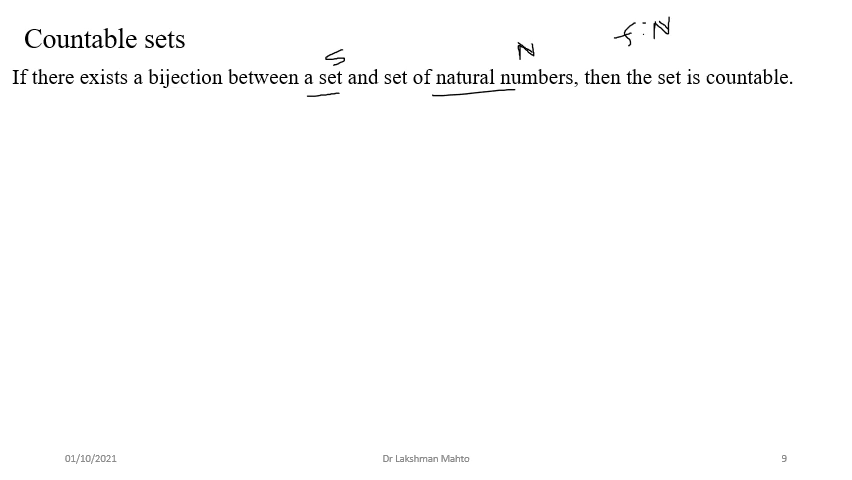 Countable sets
f: N
S N
If there exists a bijection between a set and set of natural numbers, then the set is countable.
01/10/2021 Dr Lakshman Mahto 9